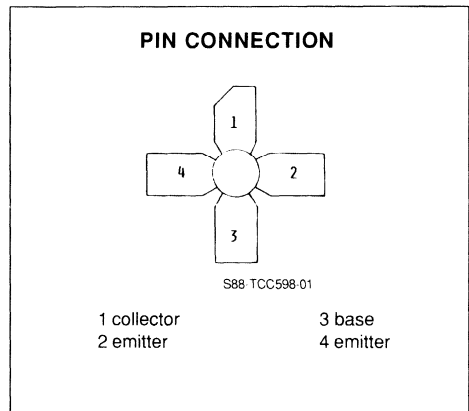 PIN CONNECTION
1
4
2
3
S88-TCC598-01
1 collector
3 base
2 emitter
4 emitter